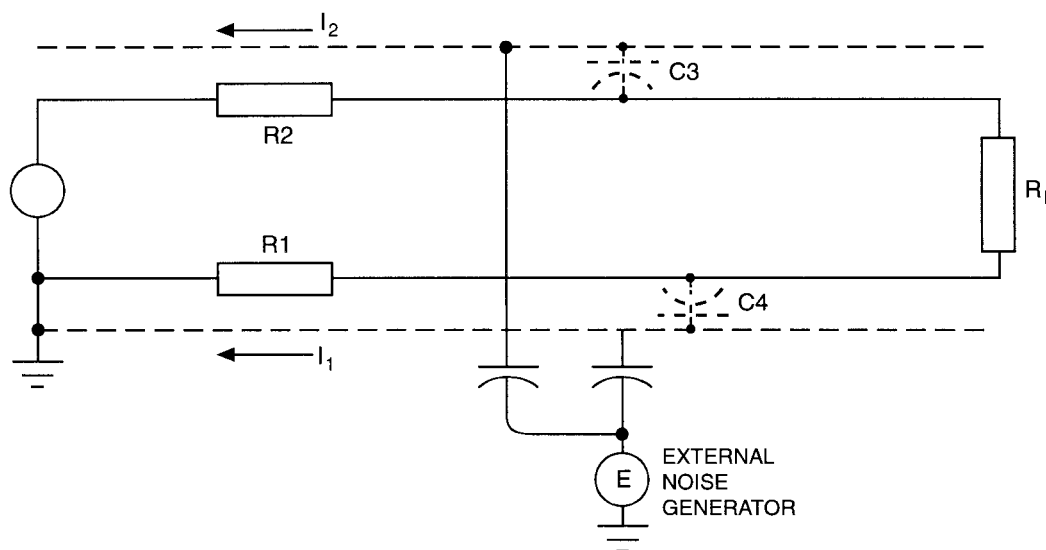 I2
C3
R2
R
R1
C4
I1
E
EXTERNAL
NOISE
GENERATOR